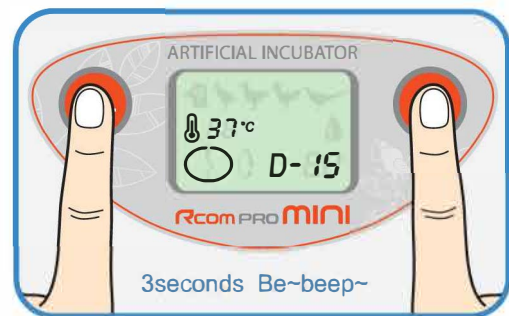 ARTIFICIAL INCUBATOR
37°C
D-15
Rcom PRO MINI
3seconds Be~beep~